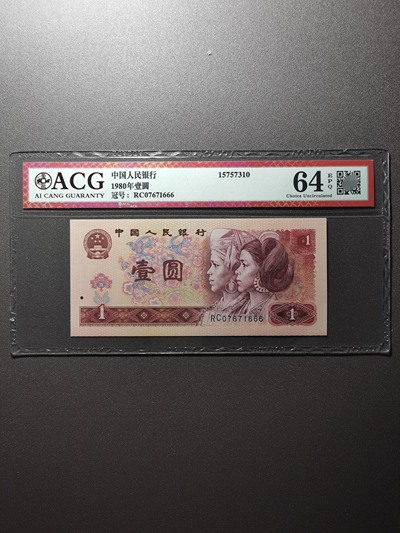 ACG
AI CANG GUARANTY
中国人民银行
1980年壹圆
冠号: RC07671666
15757310
64
EPQ
Choice Uncirculated
中国人民银行
1
壹圆
1
RC07671666
1